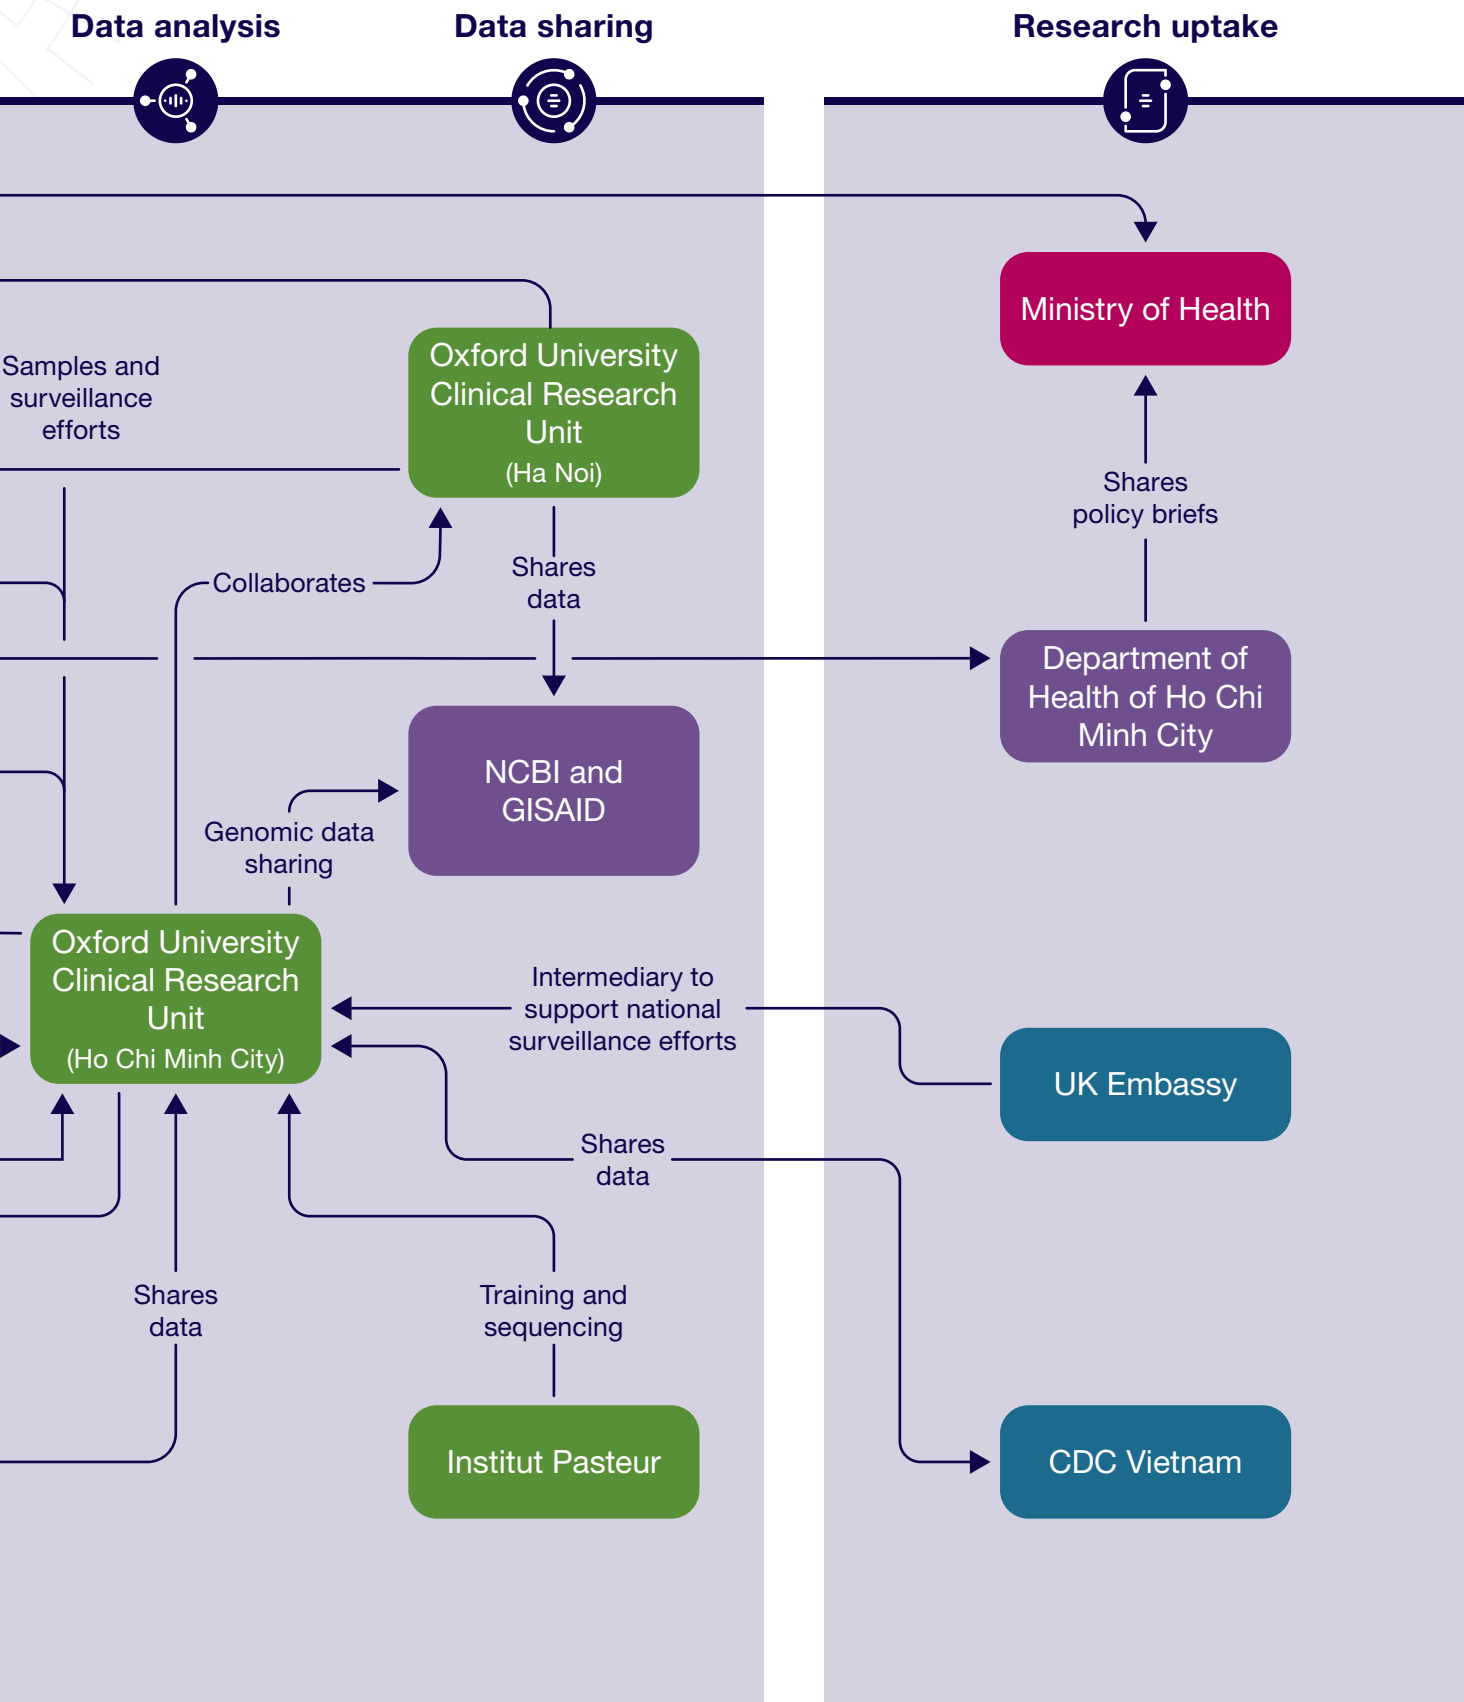 Data analysis
Data sharing
Research uptake
Ministry of Health
Oxford University
Clinical Research
Unit
(Ha Noi)
Samples and
surveillance
efforts
Shares
policy briefs
Collaborates
Shares
data
Department of
Health of Ho Chi
Minh City
NCBI and
GISAID
Genomic data
sharing
Oxford University
Clinical Research
Unit
(Ho Chi Minh City)
Intermediary to
support national
surveillance efforts
UK Embassy
Shares
data
Shares
data
Training and
sequencing
Institut Pasteur
CDC Vietnam